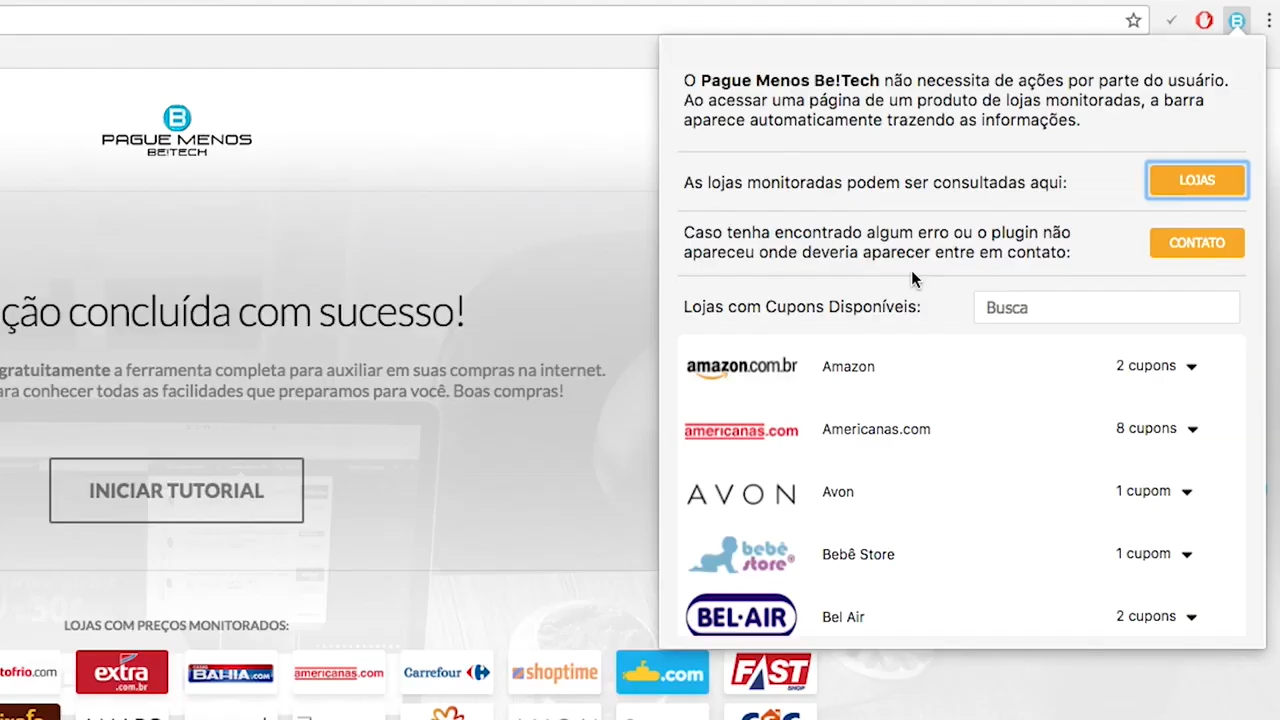 PAGUE MENOS
BE!TECH
ção concluída com sucesso!
gratuitamente a ferramenta completa para auxiliar em suas compras na internet.
ara conhecer todas as facilidades que preparamos para você. Boas compras!
INICIAR TUTORIAL
LOJAS COM PREÇOS MONITORADOS:
tofrio.com
extra
.com.br
CASAS
BAHIA.com
americanas.com
Carrefour
shoptime
.com
FAST
SHOP
O Pague Menos Be!Tech não necessita de ações por parte do usuário.
Ao acessar uma página de um produto de lojas monitoradas, a barra
aparece automaticamente trazendo as informações.
As lojas monitoradas podem ser consultadas aqui:
LOJAS
Caso tenha encontrado algum erro ou o plugin não
apareceu onde deveria aparecer entre em contato:
CONTATO
Lojas com Cupons Disponíveis:
Busca
amazon.com.br Amazon 2 cupons
americanas.com Americanas.com 8 cupons
AVON Avon 1 cupom
bebê store Bebê Store 1 cupom
BEL-AIR Bel Air 2 cupons